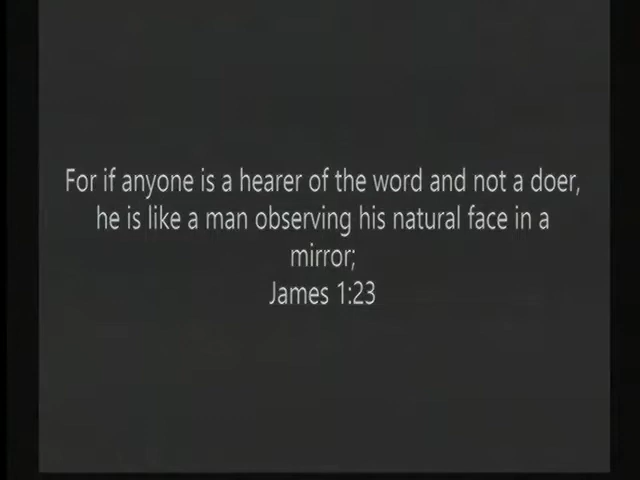 For if anyone is a hearer of the word and not a doer,
he is like a man observing his natural face in a
mirror;
James 1:23